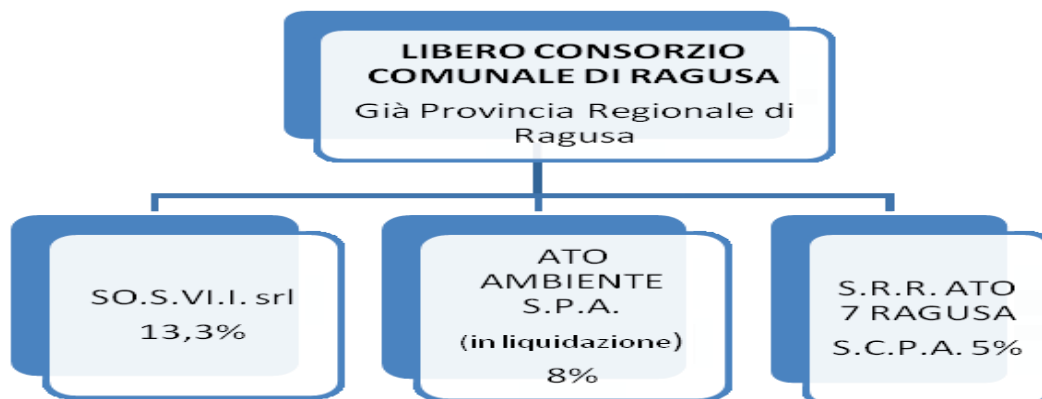 LIBERO CONSORZIO
COMUNALE DI RAGUSA
Già Provincia Regionale di
Ragusa
SO.S.VI.I. srl
13,3%
ATO
AMBIENTE
S.P.A.
(in liquidazione)
8%
S.R.R. ATO
7 RAGUSA
S.C.P.A. 5%